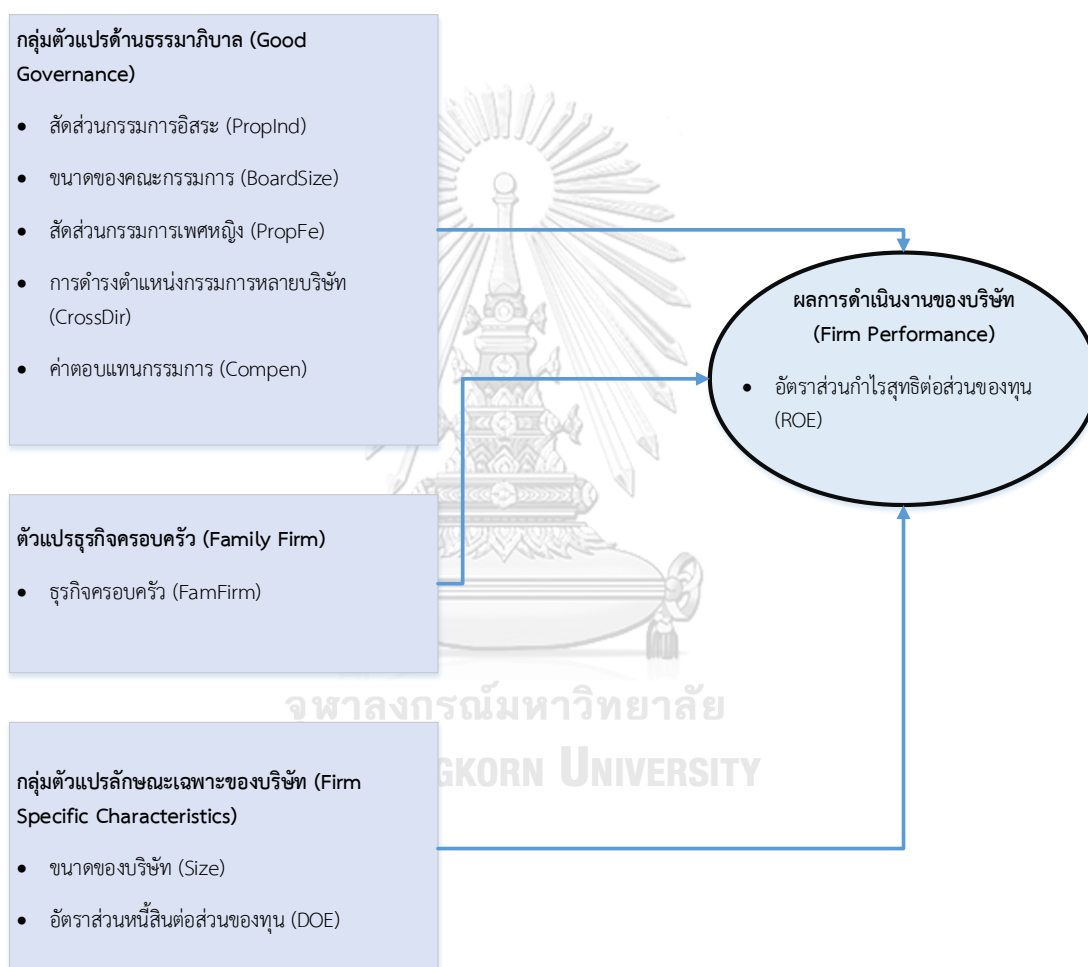 กลุ่มตัวแปรด้านธรรมาภิบาล (Good
Governance)
• สัดส่วนกรรมการอิสระ (PropInd)
• ขนาดของคณะกรรมการ (BoardSize)
• สัดส่วนกรรมการเพศหญิง (PropFe)
• การดำรงตำแหน่งกรรมการหลายบริษัท
(CrossDir)
• ค่าตอบแทนกรรมการ (Compen)
ผลการดำเนินงานของบริษัท
(Firm Performance)
• อัตราส่วนกำไรสุทธิต่อส่วนของทุน
(ROE)
ตัวแปรธุรกิจครอบครัว (Family Firm)
• ธุรกิจครอบครัว (FamFirm)
จุฬาลงกรณ์มหาวิทยาลัย
GKORN UNIVERSITY
กลุ่มตัวแปรลักษณะเฉพาะของบริษัท (Firm
Specific Characteristics)
• ขนาดของบริษัท (Size)
• อัตราส่วนหนี้สินต่อส่วนของทุน (DOE)